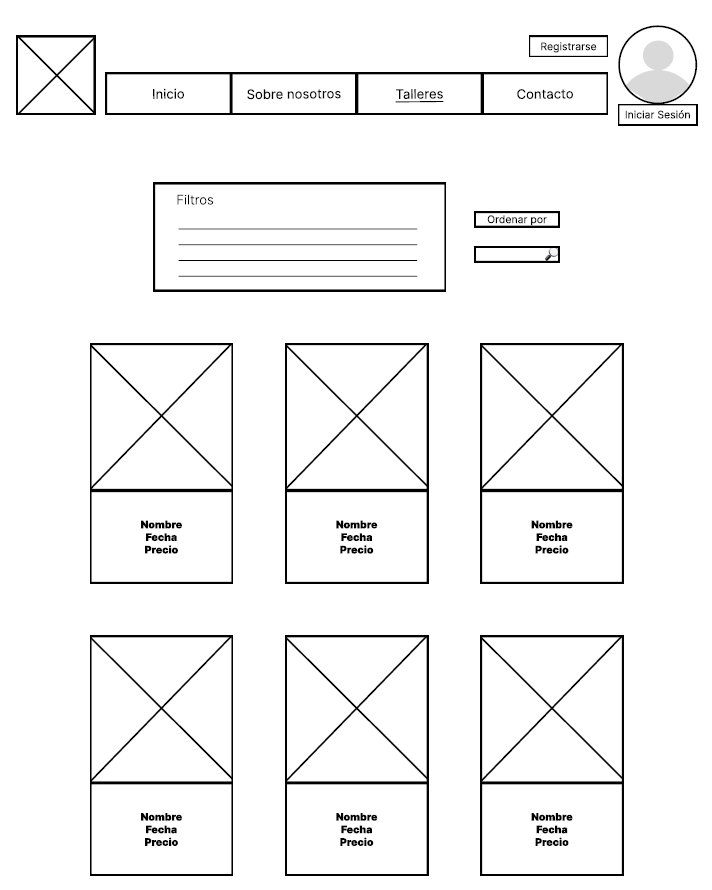 Registrarse
Inicio
Sobre nosotros
Talleres
Contacto
Iniciar Sesión
Filtros
Ordenar por
Nombre
Fecha
Precio
Nombre
Fecha
Precio
Nombre
Fecha
Precio
Nombre
Fecha
Precio
Nombre
Fecha
Precio
Nombre
Fecha
Precio